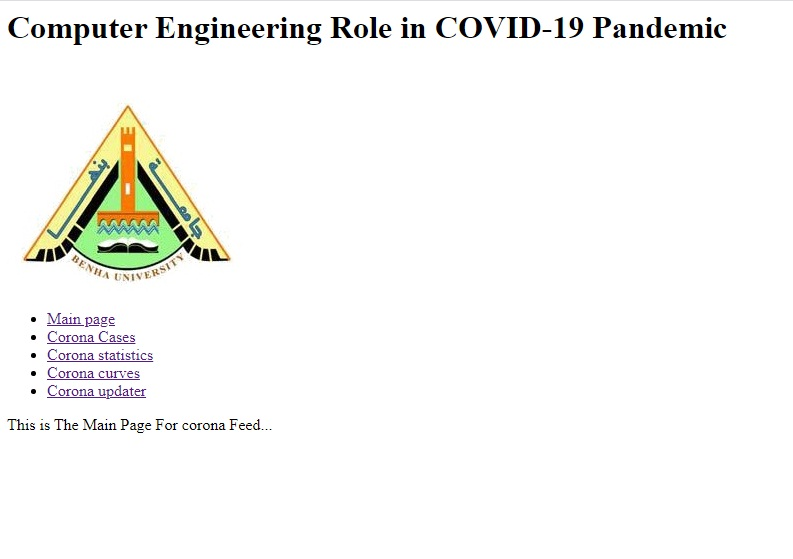 Computer Engineering Role in COVID-19 Pandemic
جامعة بنها
BENHA UNIVERSITY
Main page
Corona Cases
Corona statistics
Corona curves
Corona updater
This is The Main Page For corona Feed...